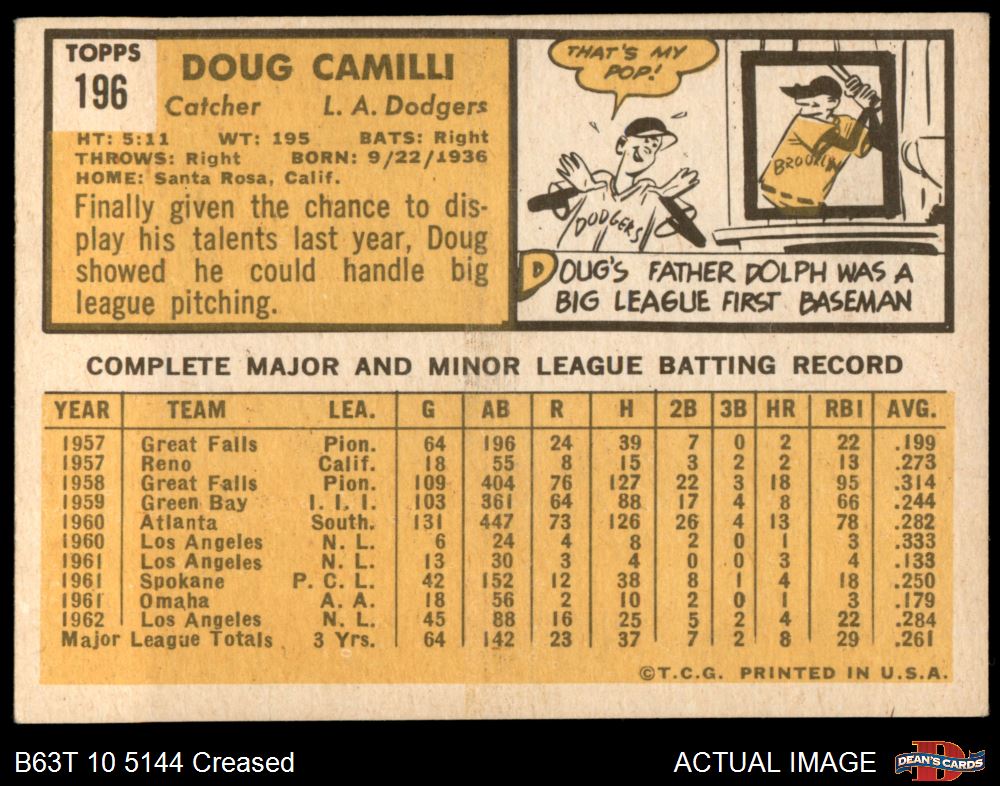 TOPPS
196
DOUG CAMILLI
Catcher L. A. Dodgers
HT: 5:11 WT: 195 BATS: Right
THROWS: Right BORN: 9/22/1936
HOME: Santa Rosa, Calif.
Finally given the chance to dis-
play his talents last year, Doug
showed he could handle big
league pitching.
THAT'S MY
POP!
DODGERS
BROOKLYN
DOUG'S FATHER DOLPH WAS A
BIG LEAGUE FIRST BASEMAN
COMPLETE MAJOR AND MINOR LEAGUE BATTING RECORD
YEAR TEAM LEA. G AB R H 2B 3B HR RBI AVG.
1957 Great Falls Pion. 64 196 24 39 7 0 2 22 .199
1957 Reno Calif. 18 55 8 15 3 2 2 13 .273
1958 Great Falls Pion. 109 404 76 127 22 3 18 95 .314
1959 Green Bay I. I. I. 103 361 64 88 17 4 8 66 .244
1960 Atlanta South. 131 447 73 126 26 4 13 78 .282
1960 Los Angeles N. L. 6 24 4 8 2 0 1 3 .333
1961 Los Angeles N. L. 13 30 3 4 0 0 3 4 .133
1961 Spokane P. C. L. 42 152 12 38 8 1 4 18 .250
1961 Omaha A. A. 18 56 2 10 2 0 1 3 .179
1962 Los Angeles N. L. 45 88 16 25 5 2 4 22 .284
Major League Totals 3 Yrs. 64 142 23 37 7 2 8 29 .261
©T.C.G. PRINTED IN U.S.A.
B63T 10 5144 Creased
ACTUAL IMAGE
D
DEAN'S CARDS